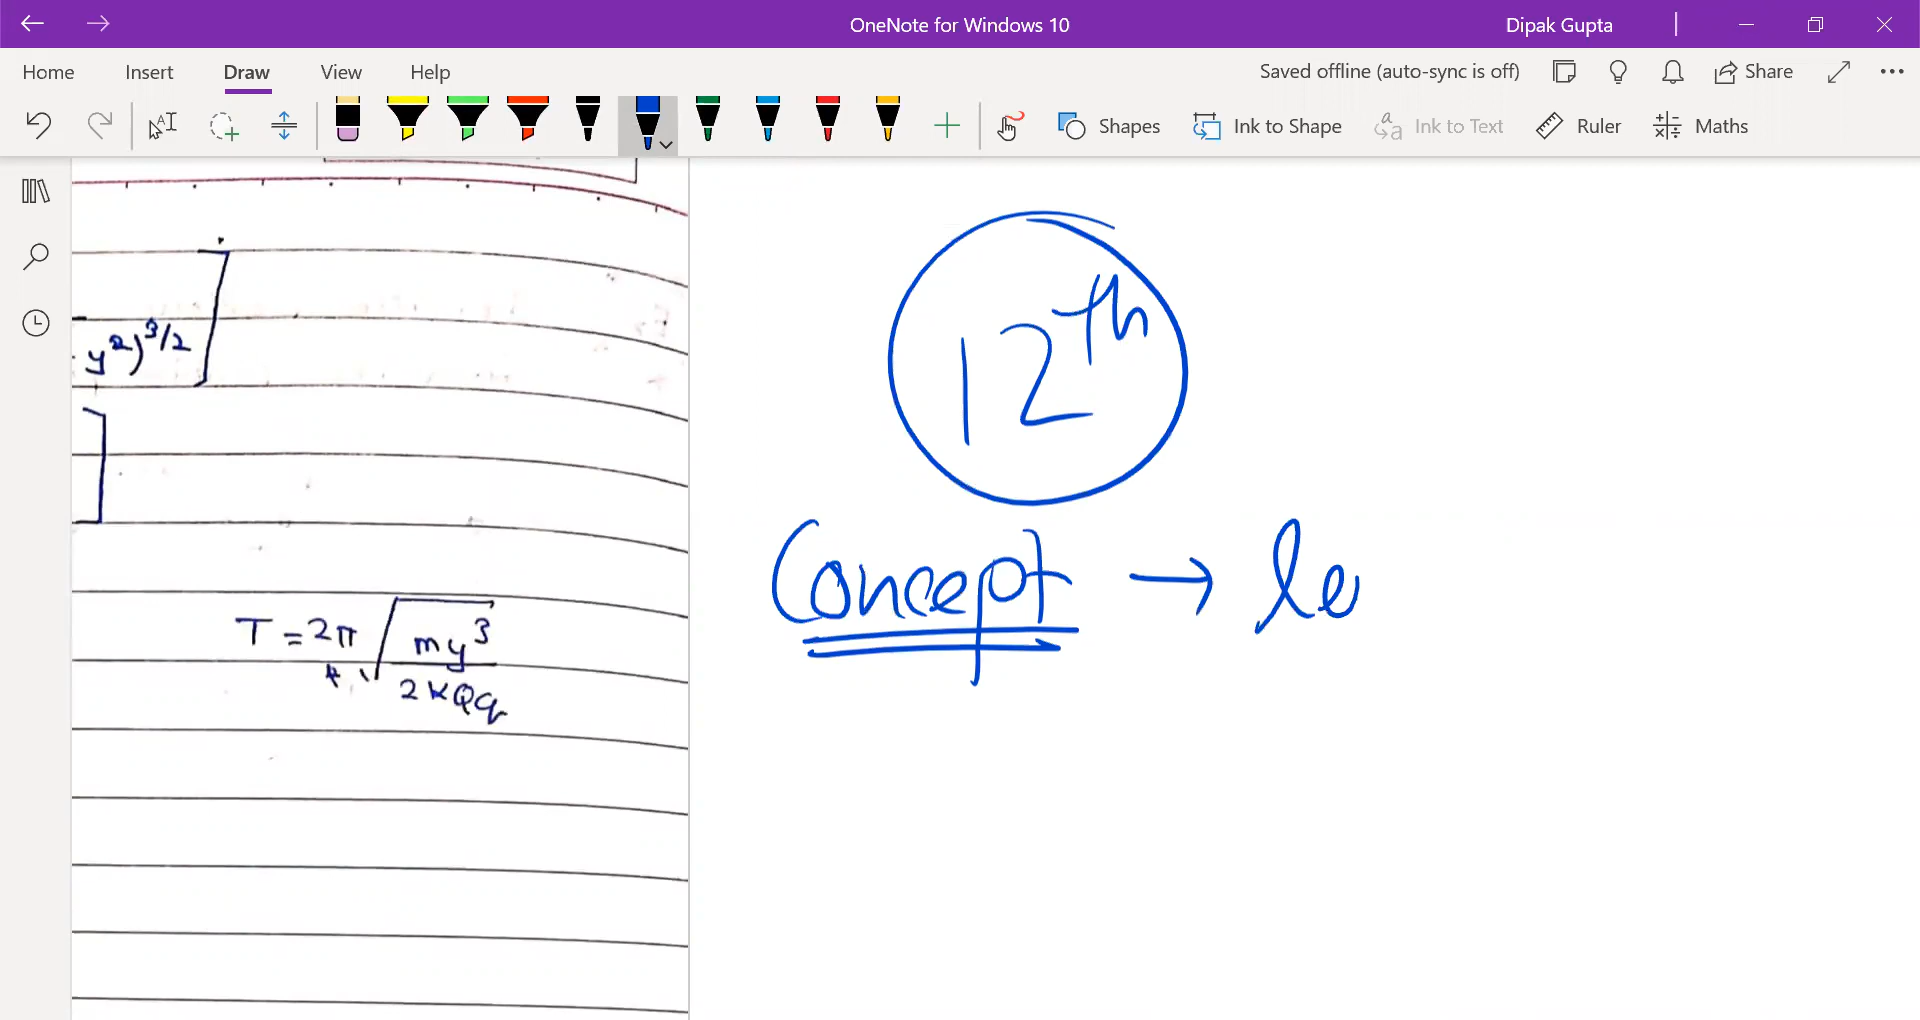 OneNote for Windows 10
Dipak Gupta
Home Insert Draw View Help
Saved offline (auto-sync is off) Share
Shapes Ink to Shape Ink to Text Ruler Maths
y²)^3/2
T = 2π √(my³ / 2KQq)
12th
Concept → le